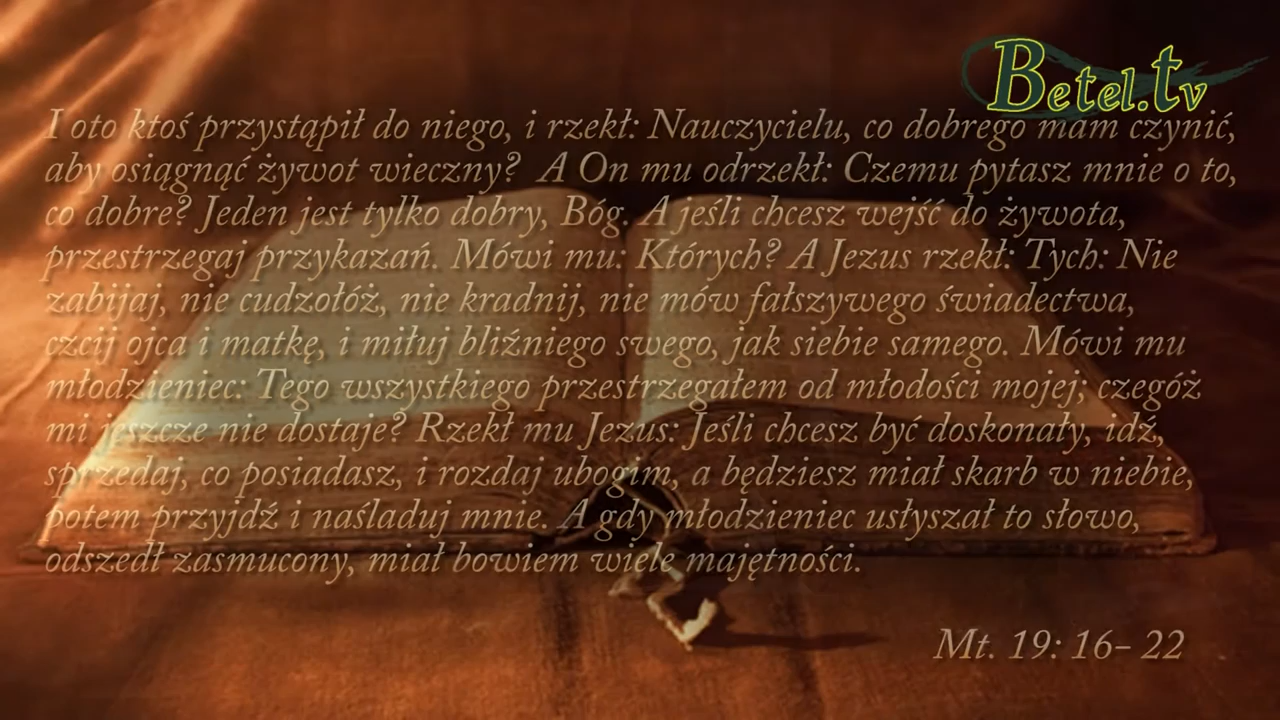 Betel.tv
I oto ktoś przystąpił do niego, i rzekł: Nauczycielu, co dobrego mam czynić,
aby osiągnąć żywot wieczny? A On mu odrzekł: Czemu pytasz mnie o to,
co dobre? Jeden jest tylko dobry, Bóg. A jeśli chcesz wejść do żywota,
przestrzegaj przykazań. Mówi mu: Których? A Jezus rzekł: Tych: Nie
zabijaj, nie cudzołóż, nie kradnij, nie mów fałszywego świadectwa,
czcij ojca i matkę, i miłuj bliźniego swego, jak siebie samego. Mówi mu
młodzieniec: Tego wszystkiego przestrzegałem od młodości mojej; czegóż
mi jeszcze nie dostaje? Rzekł mu Jezus: Jeśli chcesz być doskonały, idź,
sprzedaj, co posiadasz, i rozdaj ubogim, a będziesz miał skarb w niebie,
potem przyjdź i naśladuj mnie. A gdy młodzieniec usłyszał to słowo,
odszedł zasmucony, miał bowiem wiele majętności.
Mt. 19: 16- 22